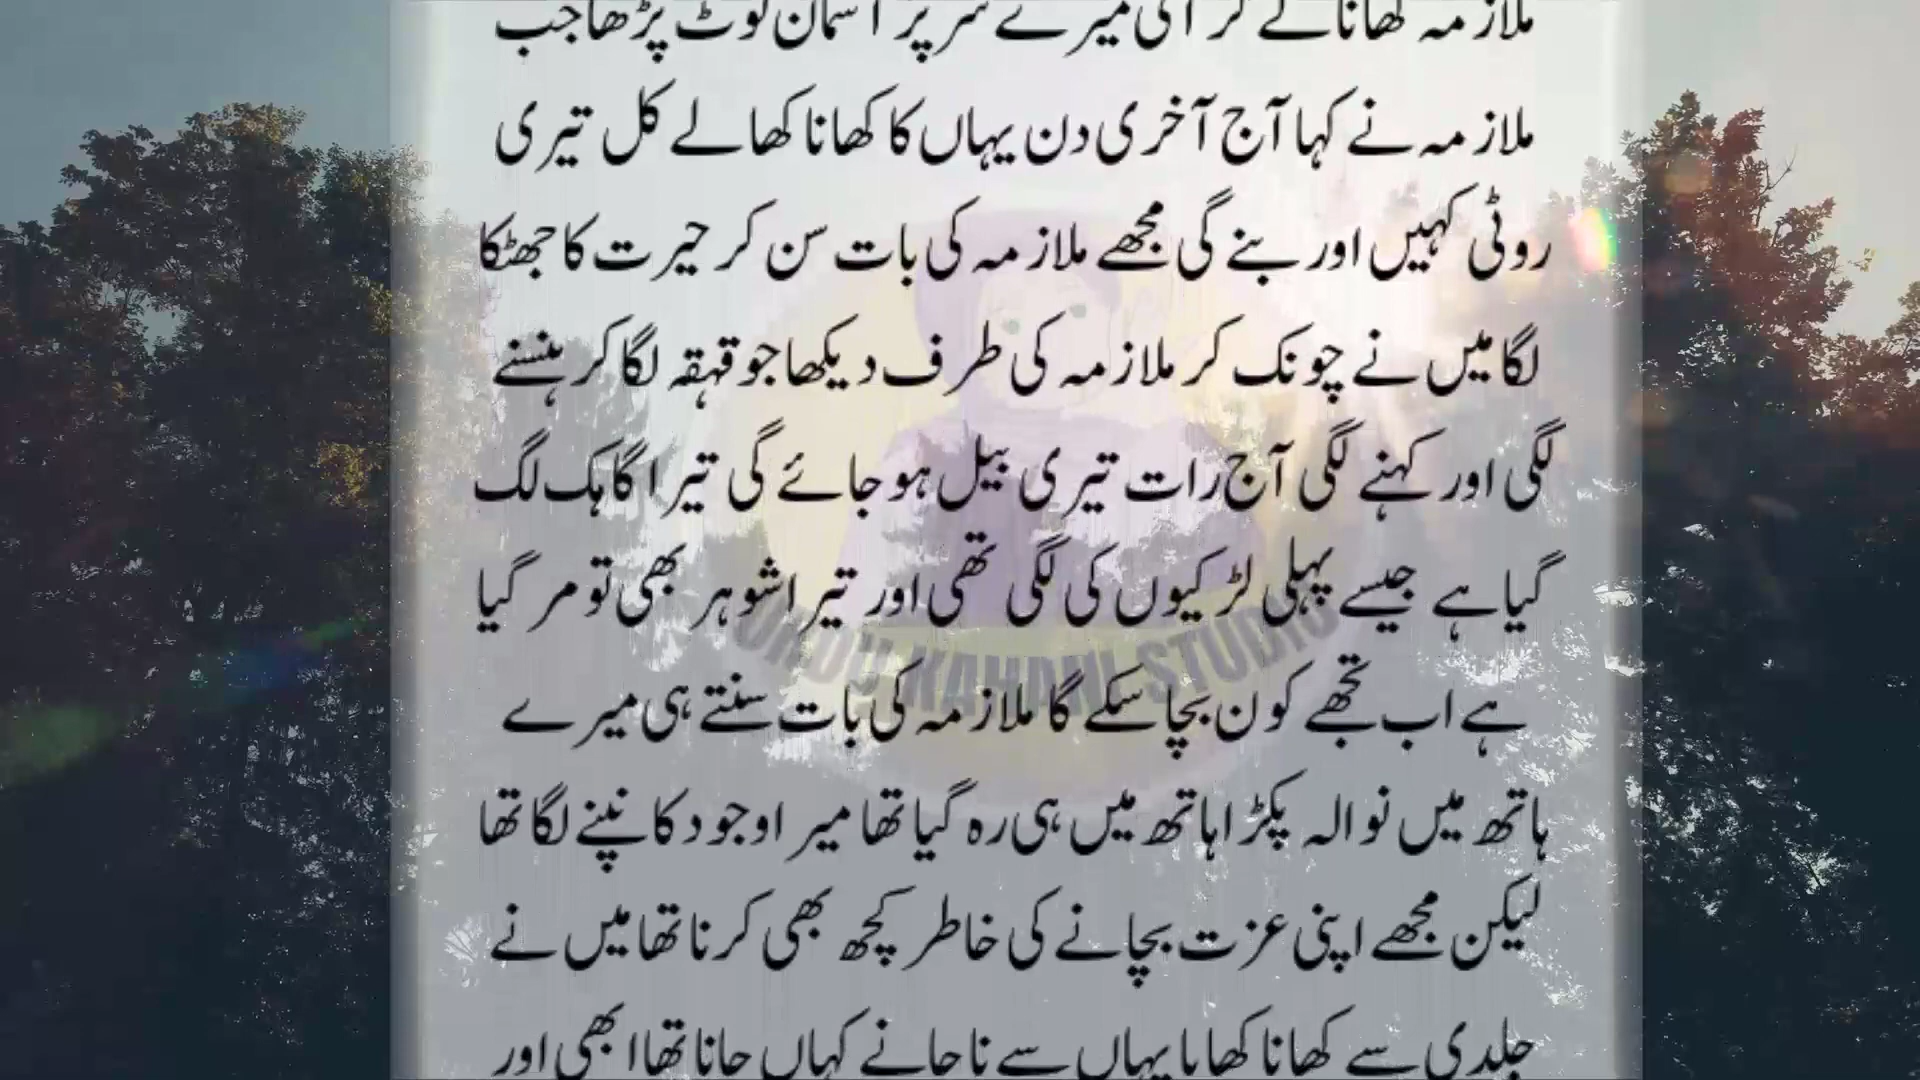 ملازمہ کھانا لے کر آئی میرے سر پر آسمان ٹوٹ پڑھا جب
ملازمہ نے کہا آج آخری دن یہاں کا کھانا کھا لے کل تیری
روٹی کہیں اور بنے گی مجھے ملازمہ کی بات سن کر حیرت کا جھٹکا
لگا میں نے چونک کر ملازمہ کی طرف دیکھا جو قہقہ لگا کر ہنسنے
لگی اور کہنے لگی آج رات تیری بیل ہو جائے گی تیرا گاہک لگ
گیا ہے جیسے پہلی لڑکیوں کی لگی تھی اور تیرا شوہر بھی تو مر گیا
ہے اب تجھے کون بچا سکے گا ملازمہ کی بات سنتے ہی میرے
ہاتھ میں نوالہ پکڑا ہاتھ میں ہی رہ گیا تھا میرا وجود کانپنے لگا تھا
لیکن مجھے اپنی عزت بچانے کی خاطر کچھ بھی کرنا تھا میں نے
جلدی سے کھانا کھایا یہاں سے نا جانے کہاں جانا تھا ابھی اور
URDU KAHANI STUDIO